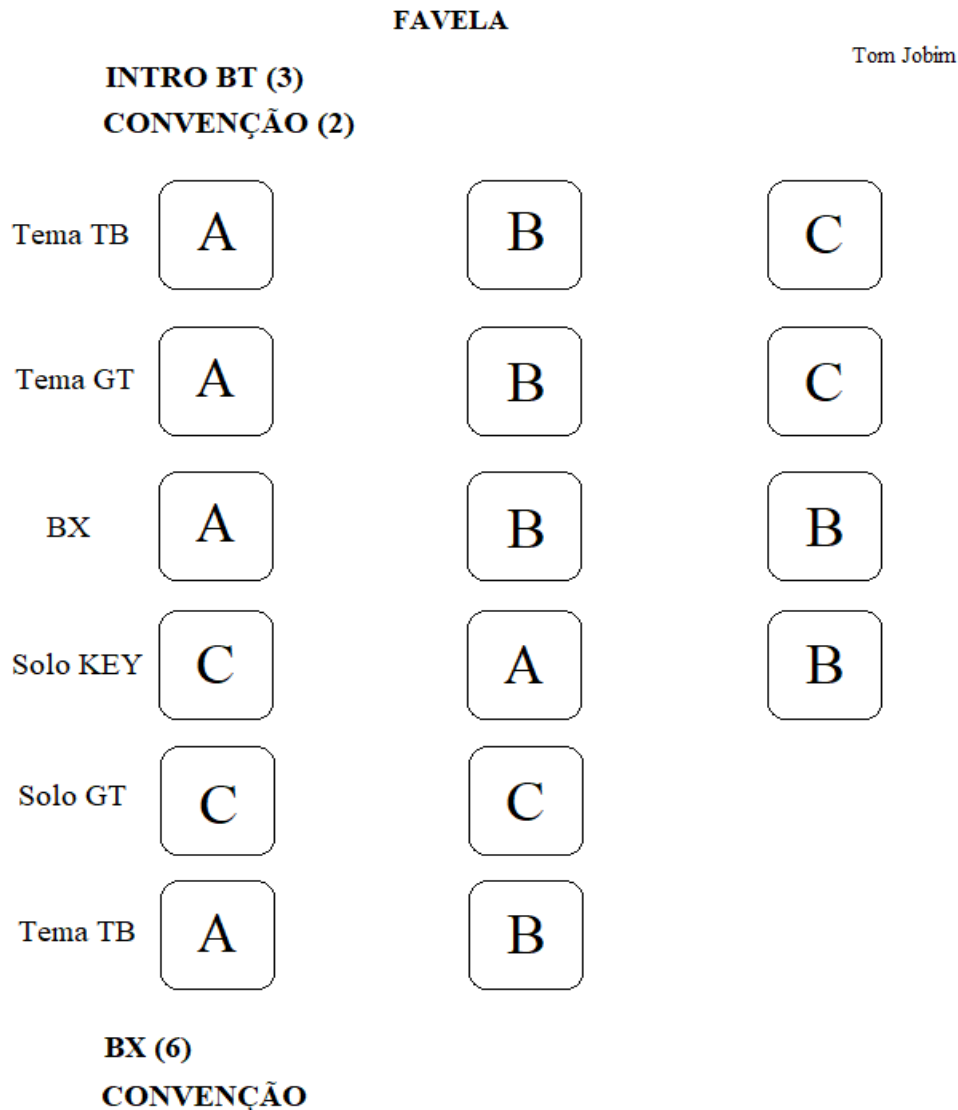 FAVELA
Tom Jobim
INTRO BT (3)
CONVENÇÃO (2)
Tema TB A B C
Tema GT A B C
BX A B B
Solo KEY C A B
Solo GT C C
Tema TB A B
BX (6)
CONVENÇÃO